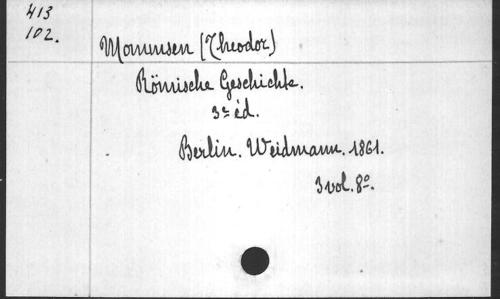 413
102.
Mommsen (Theodor)
Römische Geschichte.
3e éd.
Berlin. Weidmann. 1861.
3 vol. 8º.